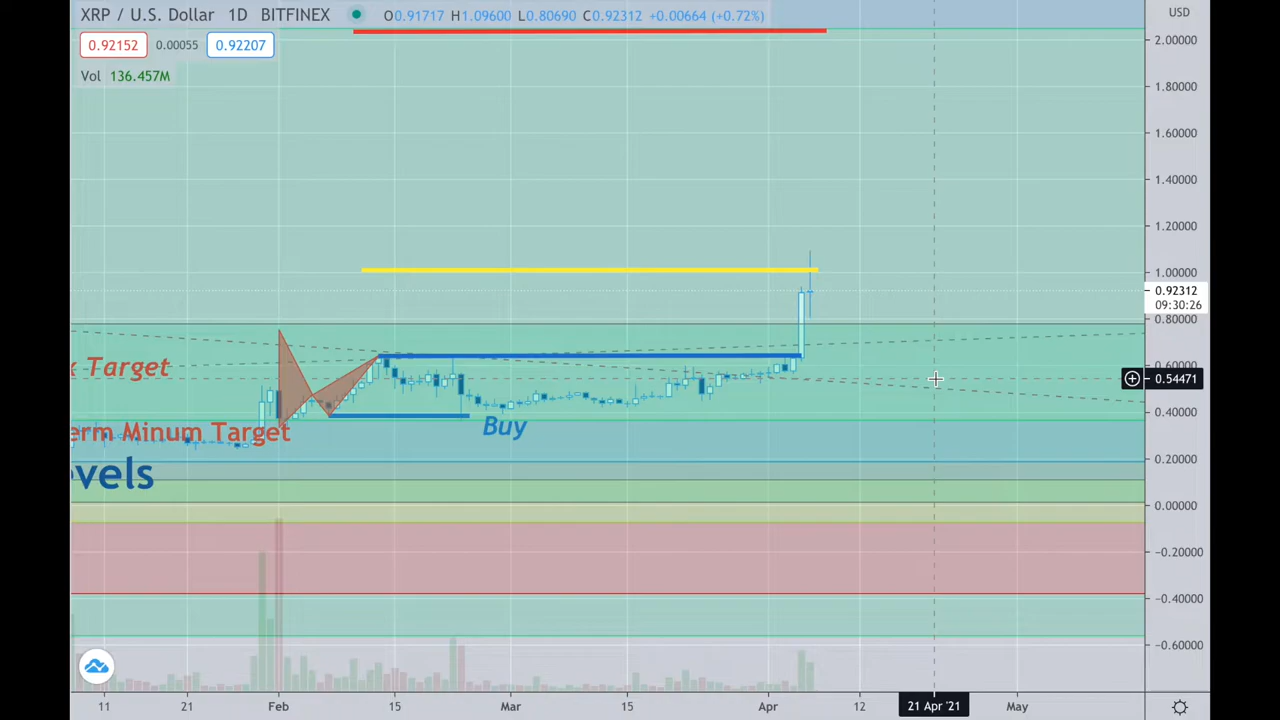 XRP / U.S. Dollar 1D BITFINEX O0.91717 H1.09600 L0.80690 C0.92312 +0.00664 (+0.72%)
USD
0.92152 0.00055 0.92207
Vol 136.457M
2.00000
1.80000
1.60000
1.40000
1.20000
1.00000
0.92312
09:30:26
0.80000
0.60000
0.54471
0.40000
0.20000
0.00000
−0.20000
−0.40000
−0.60000
Target
erm Minum Target
Buy
vels
11 21 Feb 15 Mar 15 Apr 12 21 Apr '21 May